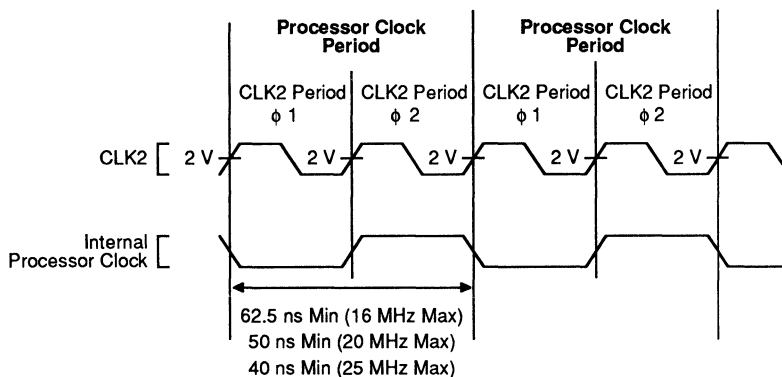 Processor Clock
Period
Processor Clock
Period
CLK2 Period
ϕ 1
CLK2 Period
ϕ 2
CLK2 Period
ϕ1
CLK2 Period
ϕ 2
CLK2 2 V 2 V 2 V 2 V 2 V
Internal
Processor Clock
62.5 ns Min (16 MHz Max)
50 ns Min (20 MHz Max)
40 ns Min (25 MHz Max)